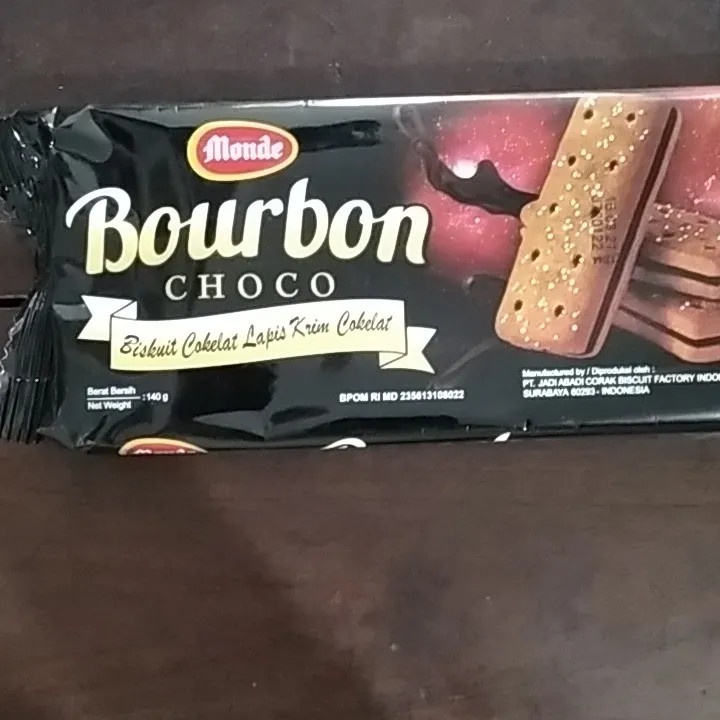 Monde
Bourbon
CHOCO
Biskuit Cokelat Lapis Krim Cokelat
Berat Bersih
Net Weight
: 140 g
BPOM RI MD 235613108022
Manufactured by / Diproduksi oleh :
PT. JADI ABADI CORAK BISCUIT FACTORY
SURABAYA 60293 - INDONESIA